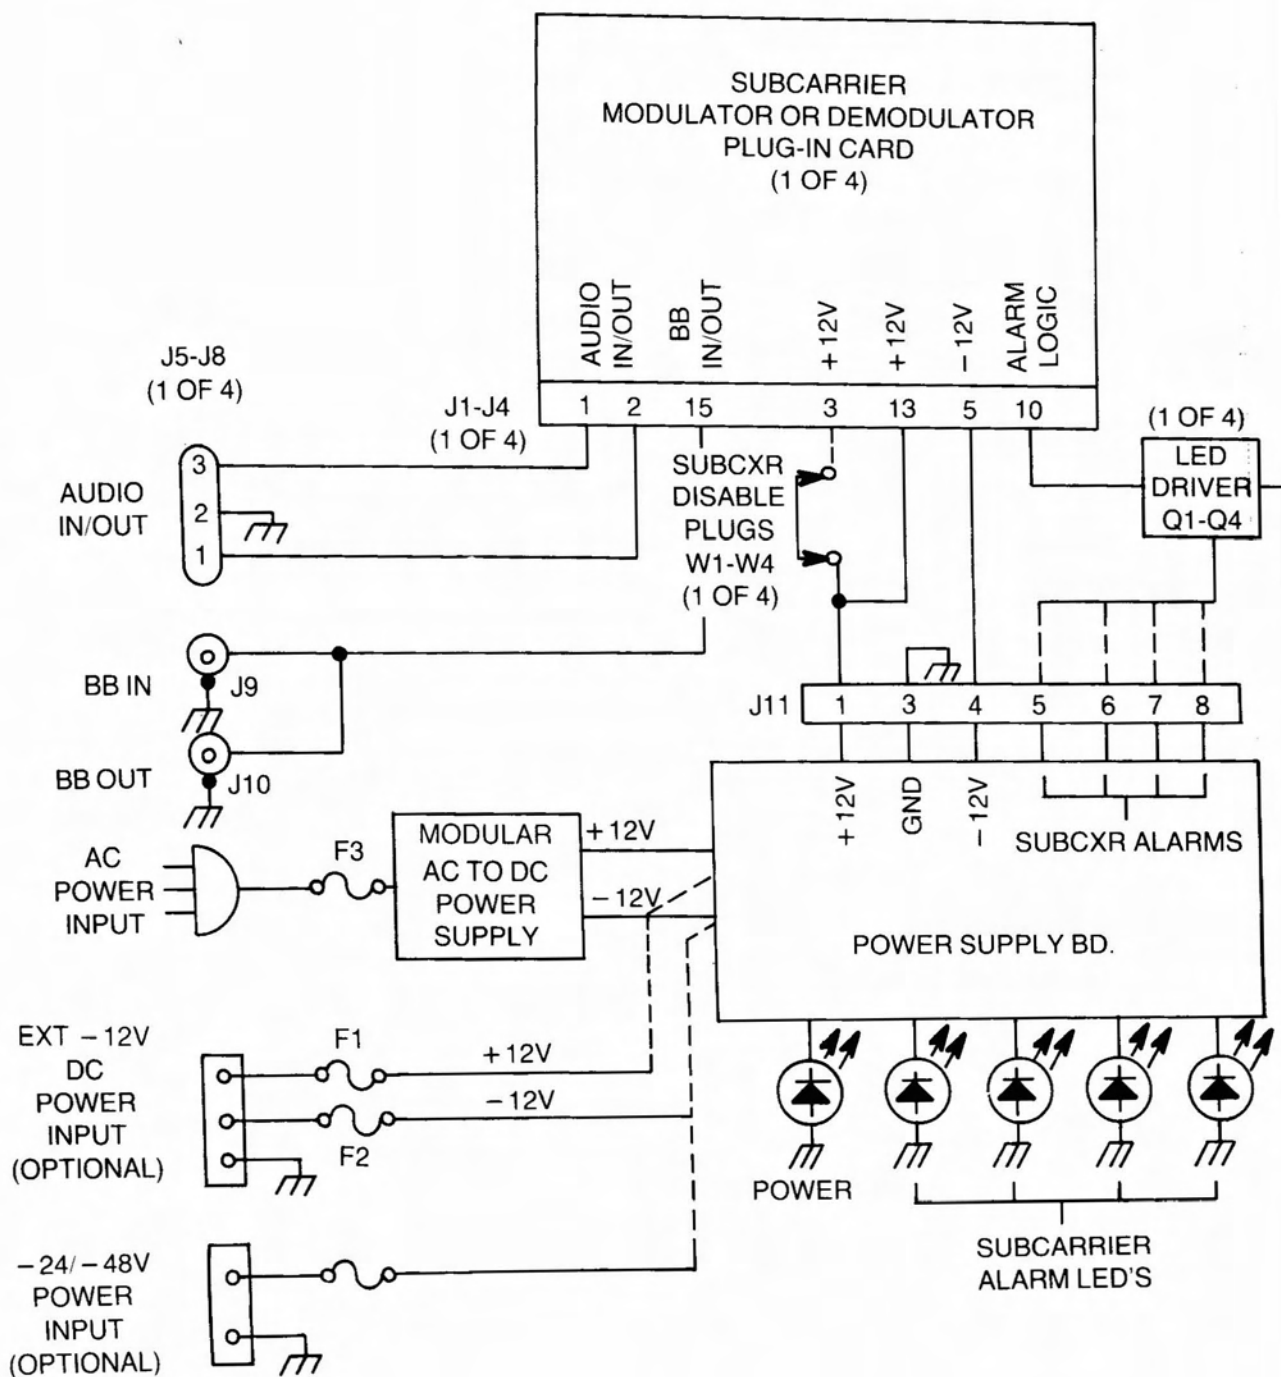 SUBCARRIER
MODULATOR OR DEMODULATOR
PLUG-IN CARD
(1 OF 4)
AUDIO
IN/OUT
BB
IN/OUT
+12V
+12V
-12V
ALARM
LOGIC
J1-J4
(1 OF 4)
1 2 15 3 13 5 10
J5-J8
(1 OF 4)
AUDIO
IN/OUT
3
2
1
SUBCXR
DISABLE
PLUGS
W1-W4
(1 OF 4)
(1 OF 4)
LED
DRIVER
Q1-Q4
BB IN
J9
BB OUT
J10
J11 1 3 4 5 6 7 8
+12V
GND
-12V
SUBCXR ALARMS
POWER SUPPLY BD.
AC
POWER
INPUT
F3
MODULAR
AC TO DC
POWER
SUPPLY
+12V
-12V
EXT -12V
DC
POWER
INPUT
(OPTIONAL)
F1
+12V
-12V
F2
POWER
SUBCARRIER
ALARM LED'S
-24/-48V
POWER
INPUT
(OPTIONAL)